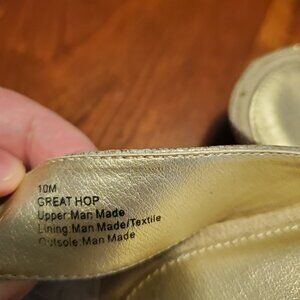 10M
GREAT HOP
Upper:Man Made
Lining:Man Made/Textile
Outsole:Man Made